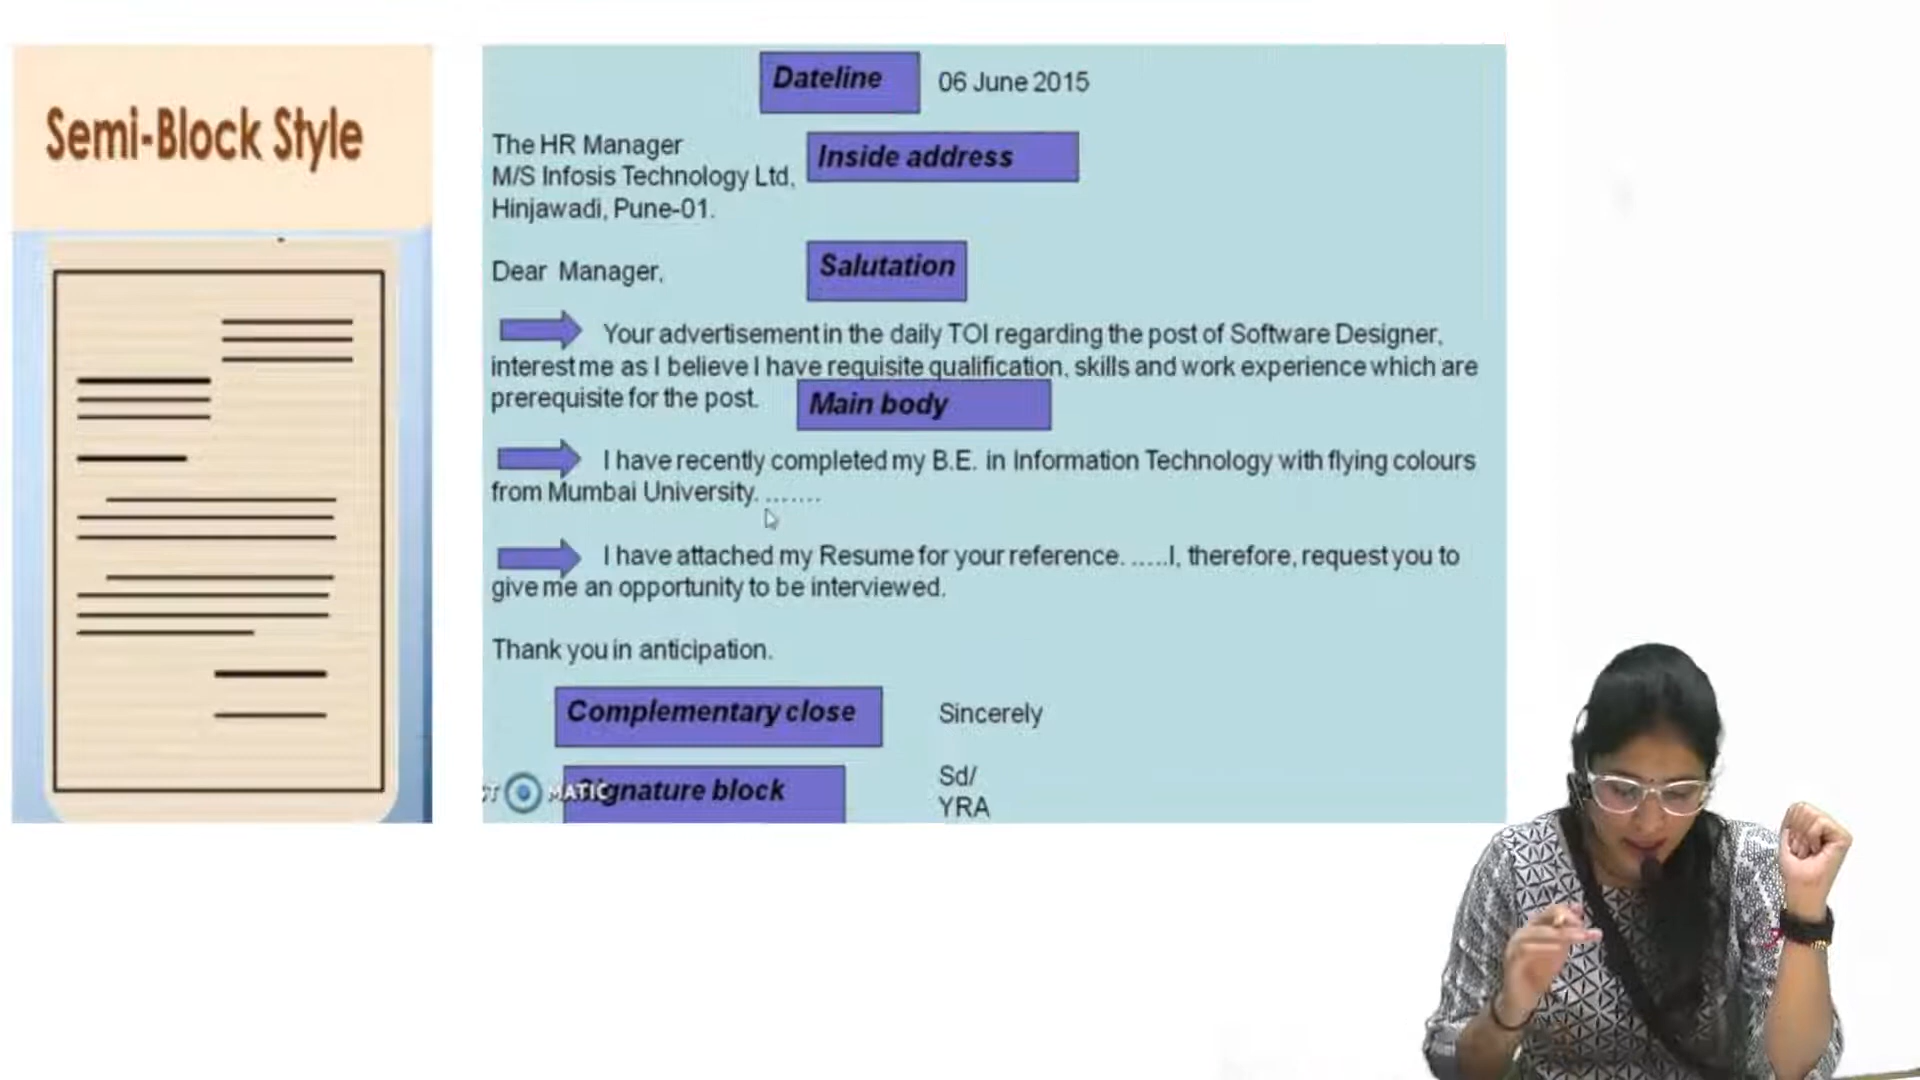 Semi-Block Style
Dateline 06 June 2015
The HR Manager
Inside address
M/S Infosis Technology Ltd,
Hinjawadi, Pune-01.
Dear Manager,
Salutation
Your advertisement in the daily TOI regarding the post of Software Designer,
interest me as I believe I have requisite qualification, skills and work experience which are
prerequisite for the post.
Main body
I have recently completed my B.E. in Information Technology with flying colours
from Mumbai University. .......
I have attached my Resume for your reference. .....I, therefore, request you to
give me an opportunity to be interviewed.
Thank you in anticipation.
Complementary close Sincerely
Signature block
Sd/
YRA
MATIC